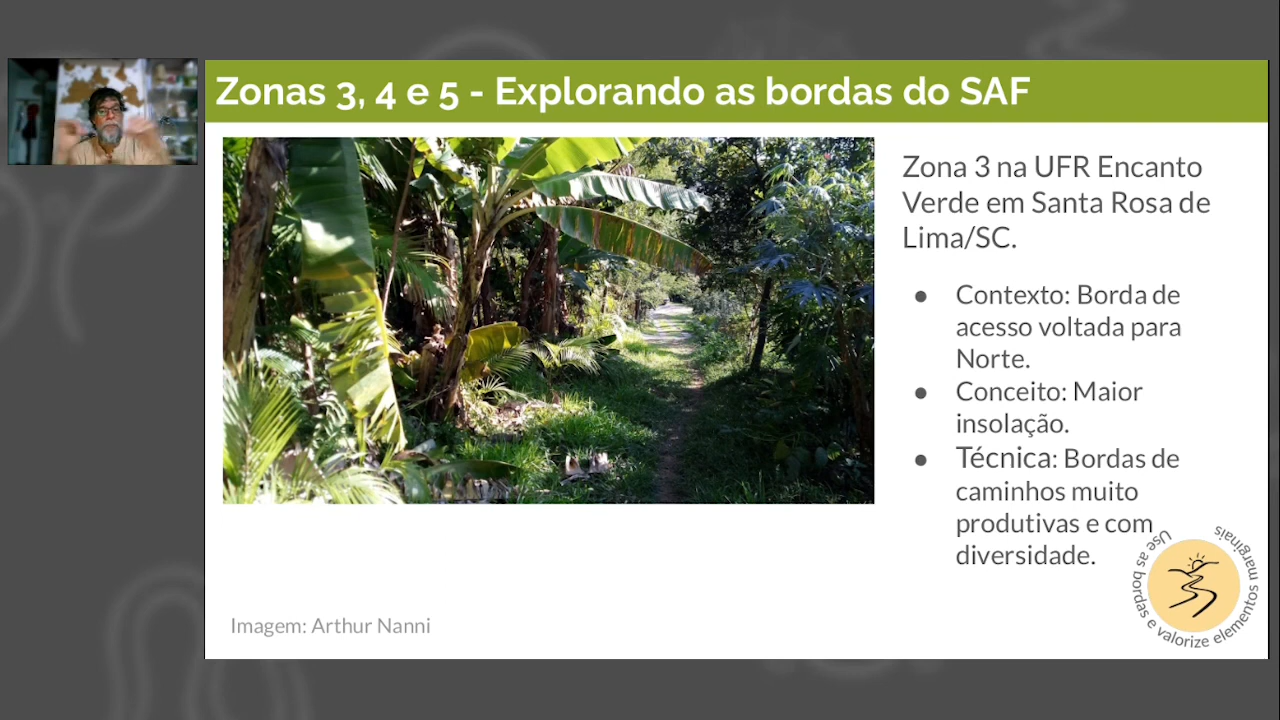 Zonas 3, 4 e 5 - Explorando as bordas do SAF
Zona 3 na UFR Encanto
Verde em Santa Rosa de
Lima/SC.
● Contexto: Borda de
acesso voltada para
Norte.
● Conceito: Maior
insolação.
● Técnica: Bordas de
caminhos muito
produtivas e com
diversidade.
Use as bordas e valorize elementos marginais
Imagem: Arthur Nanni